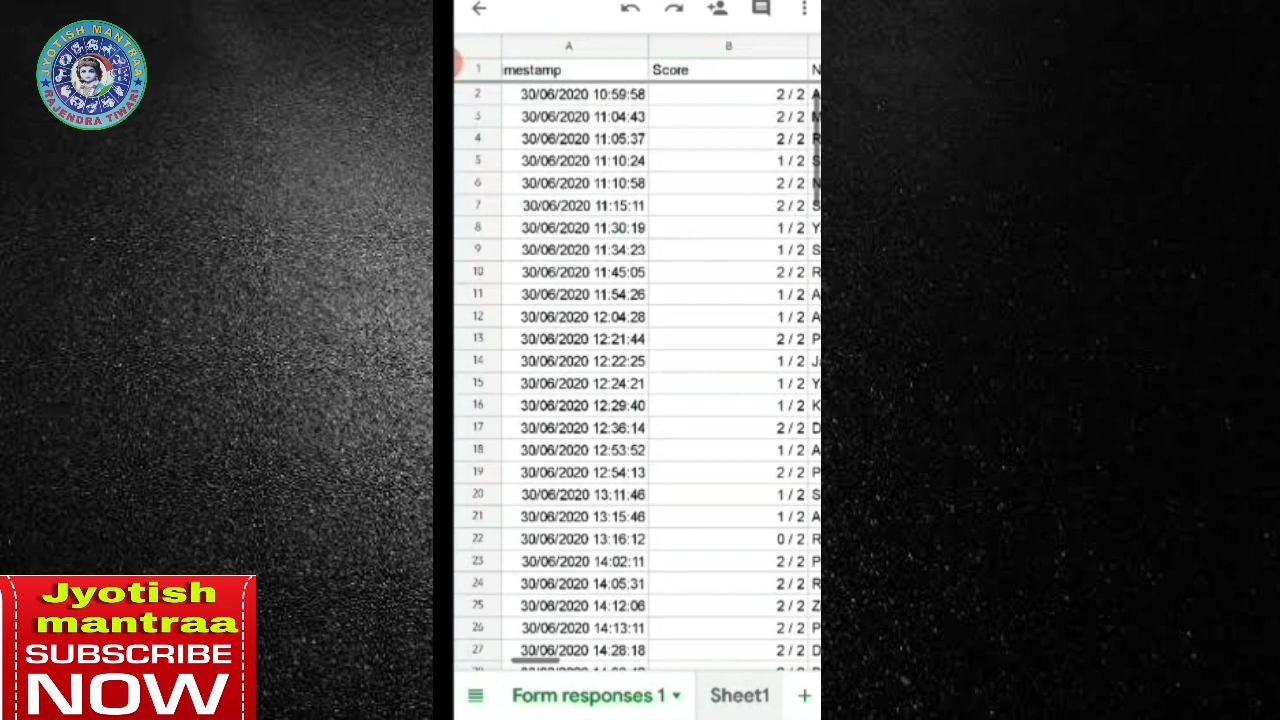 JYOTISH MANTRAA
RAJENDRA TIWARI
A B
1 mestamp Score N
2 30/06/2020 10:59:58 2 / 2 A
3 30/06/2020 11:04:43 2 / 2 M
4 30/06/2020 11:05:37 2 / 2 R
5 30/06/2020 11:10:24 1 / 2 S
6 30/06/2020 11:10:58 2 / 2 N
7 30/06/2020 11:15:11 2 / 2 S
8 30/06/2020 11:30:19 1 / 2 Y
9 30/06/2020 11:34:23 1 / 2 S
10 30/06/2020 11:45:05 2 / 2 R
11 30/06/2020 11:54:26 1 / 2 A
12 30/06/2020 12:04:28 1 / 2 A
13 30/06/2020 12:21:44 2 / 2 P
14 30/06/2020 12:22:25 1 / 2 Ja
15 30/06/2020 12:24:21 1 / 2 Y
16 30/06/2020 12:29:40 1 / 2 K
17 30/06/2020 12:36:14 2 / 2 D
18 30/06/2020 12:53:52 1 / 2 A
19 30/06/2020 12:54:13 2 / 2 P
20 30/06/2020 13:11:46 1 / 2 S
21 30/06/2020 13:15:46 1 / 2 A
22 30/06/2020 13:16:12 0 / 2 R
23 30/06/2020 14:02:11 2 / 2 P
24 30/06/2020 14:05:31 2 / 2 R
25 30/06/2020 14:12:06 2 / 2 Z
26 30/06/2020 14:13:11 2 / 2 P
27 30/06/2020 14:28:18 2 / 2 D
Form responses 1 Sheet1 +
Jyotish
mantraa
SUBSCRIBE
NOW